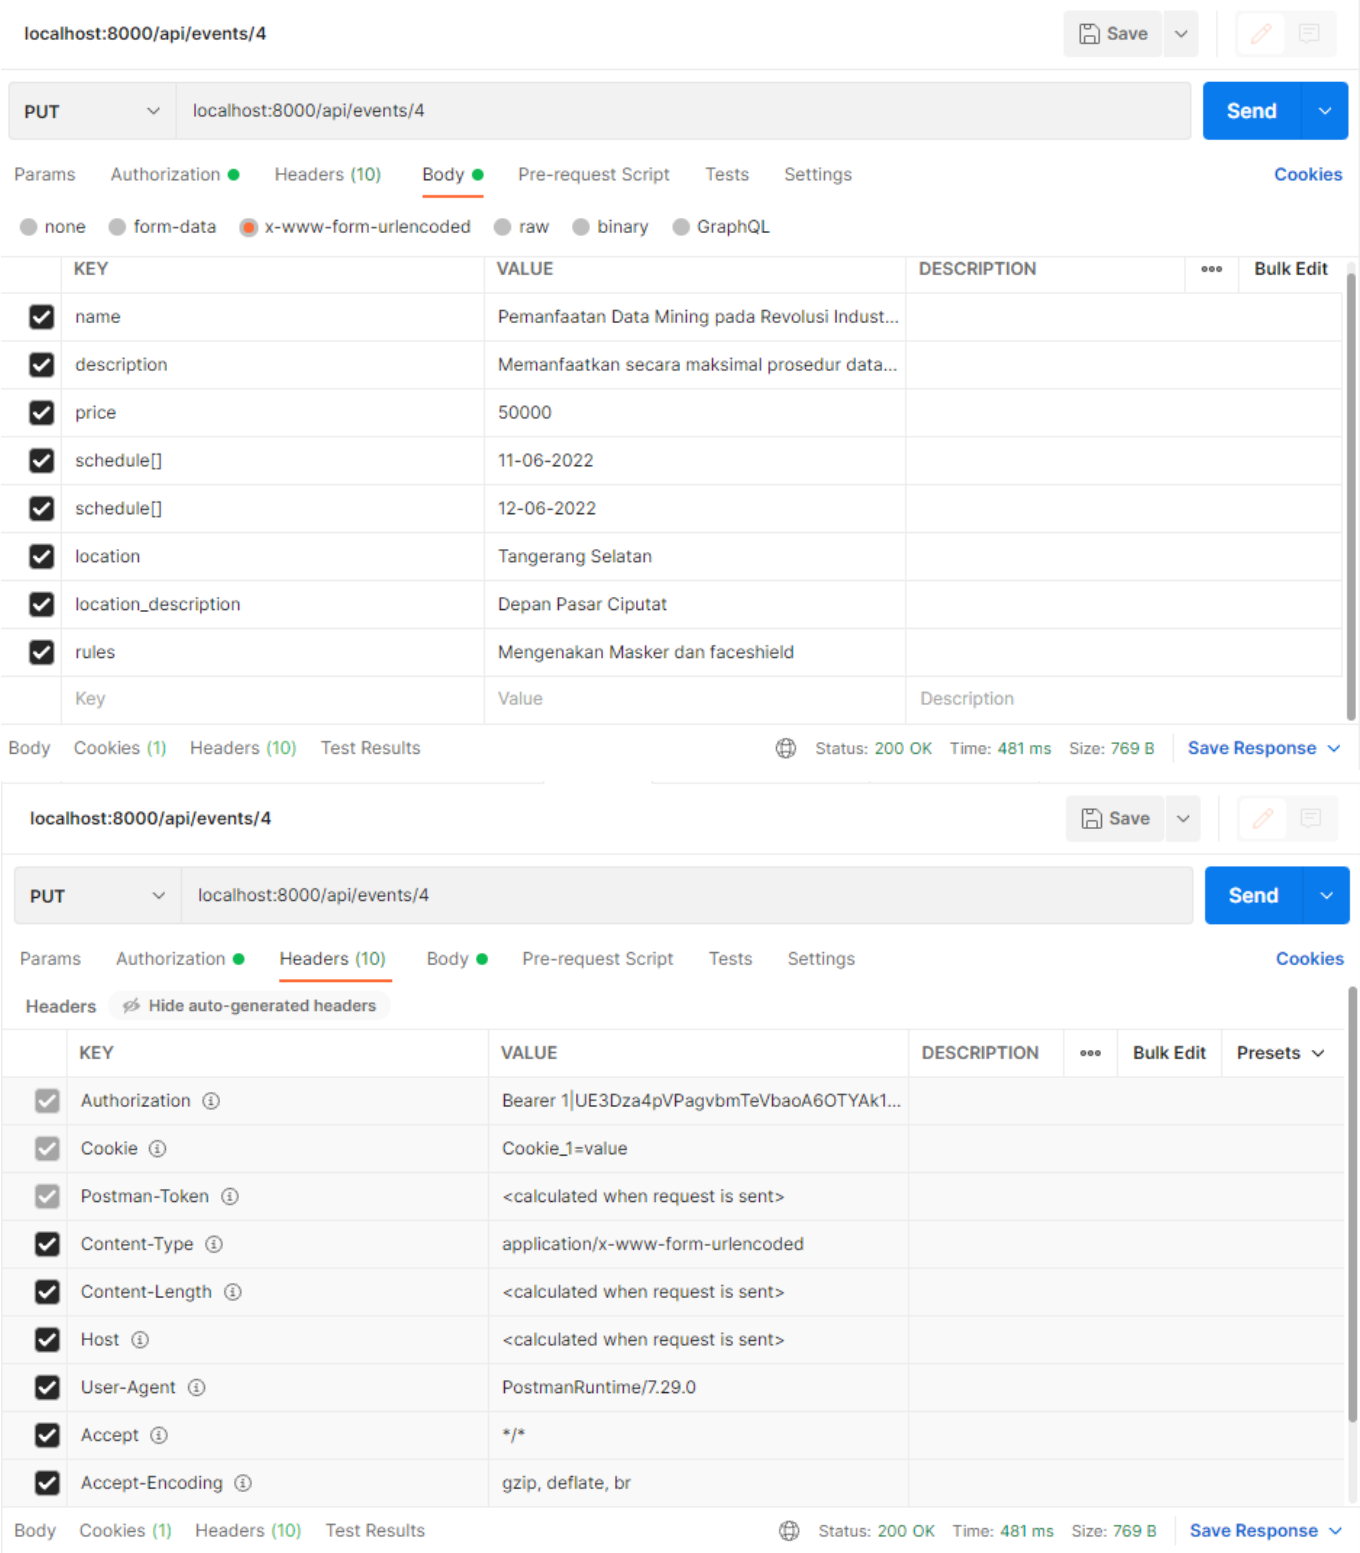 localhost:8000/api/events/4 Save
PUT localhost:8000/api/events/4 Send
Params Authorization Headers (10) Body Pre-request Script Tests Settings Cookies
none form-data x-www-form-urlencoded raw binary GraphQL
KEY VALUE DESCRIPTION ooo Bulk Edit
name Pemanfaatan Data Mining pada Revolusi Indust...
description Memanfaatkan secara maksimal prosedur data...
price 50000
schedule[] 11-06-2022
schedule[] 12-06-2022
location Tangerang Selatan
location_description Depan Pasar Ciputat
rules Mengenakan Masker dan faceshield
Key Value Description
Body Cookies (1) Headers (10) Test Results Status: 200 OK Time: 481 ms Size: 769 B Save Response
localhost:8000/api/events/4 Save
PUT localhost:8000/api/events/4 Send
Params Authorization Headers (10) Body Pre-request Script Tests Settings Cookies
Headers Hide auto-generated headers
KEY VALUE DESCRIPTION ooo Bulk Edit Presets
Authorization Bearer 1|UE3Dza4pVPagvbmTeVbaoA6OTYAk1...
Cookie Cookie_1=value
Postman-Token <calculated when request is sent>
Content-Type application/x-www-form-urlencoded
Content-Length <calculated when request is sent>
Host <calculated when request is sent>
User-Agent PostmanRuntime/7.29.0
Accept */*
Accept-Encoding gzip, deflate, br
Body Cookies (1) Headers (10) Test Results Status: 200 OK Time: 481 ms Size: 769 B Save Response